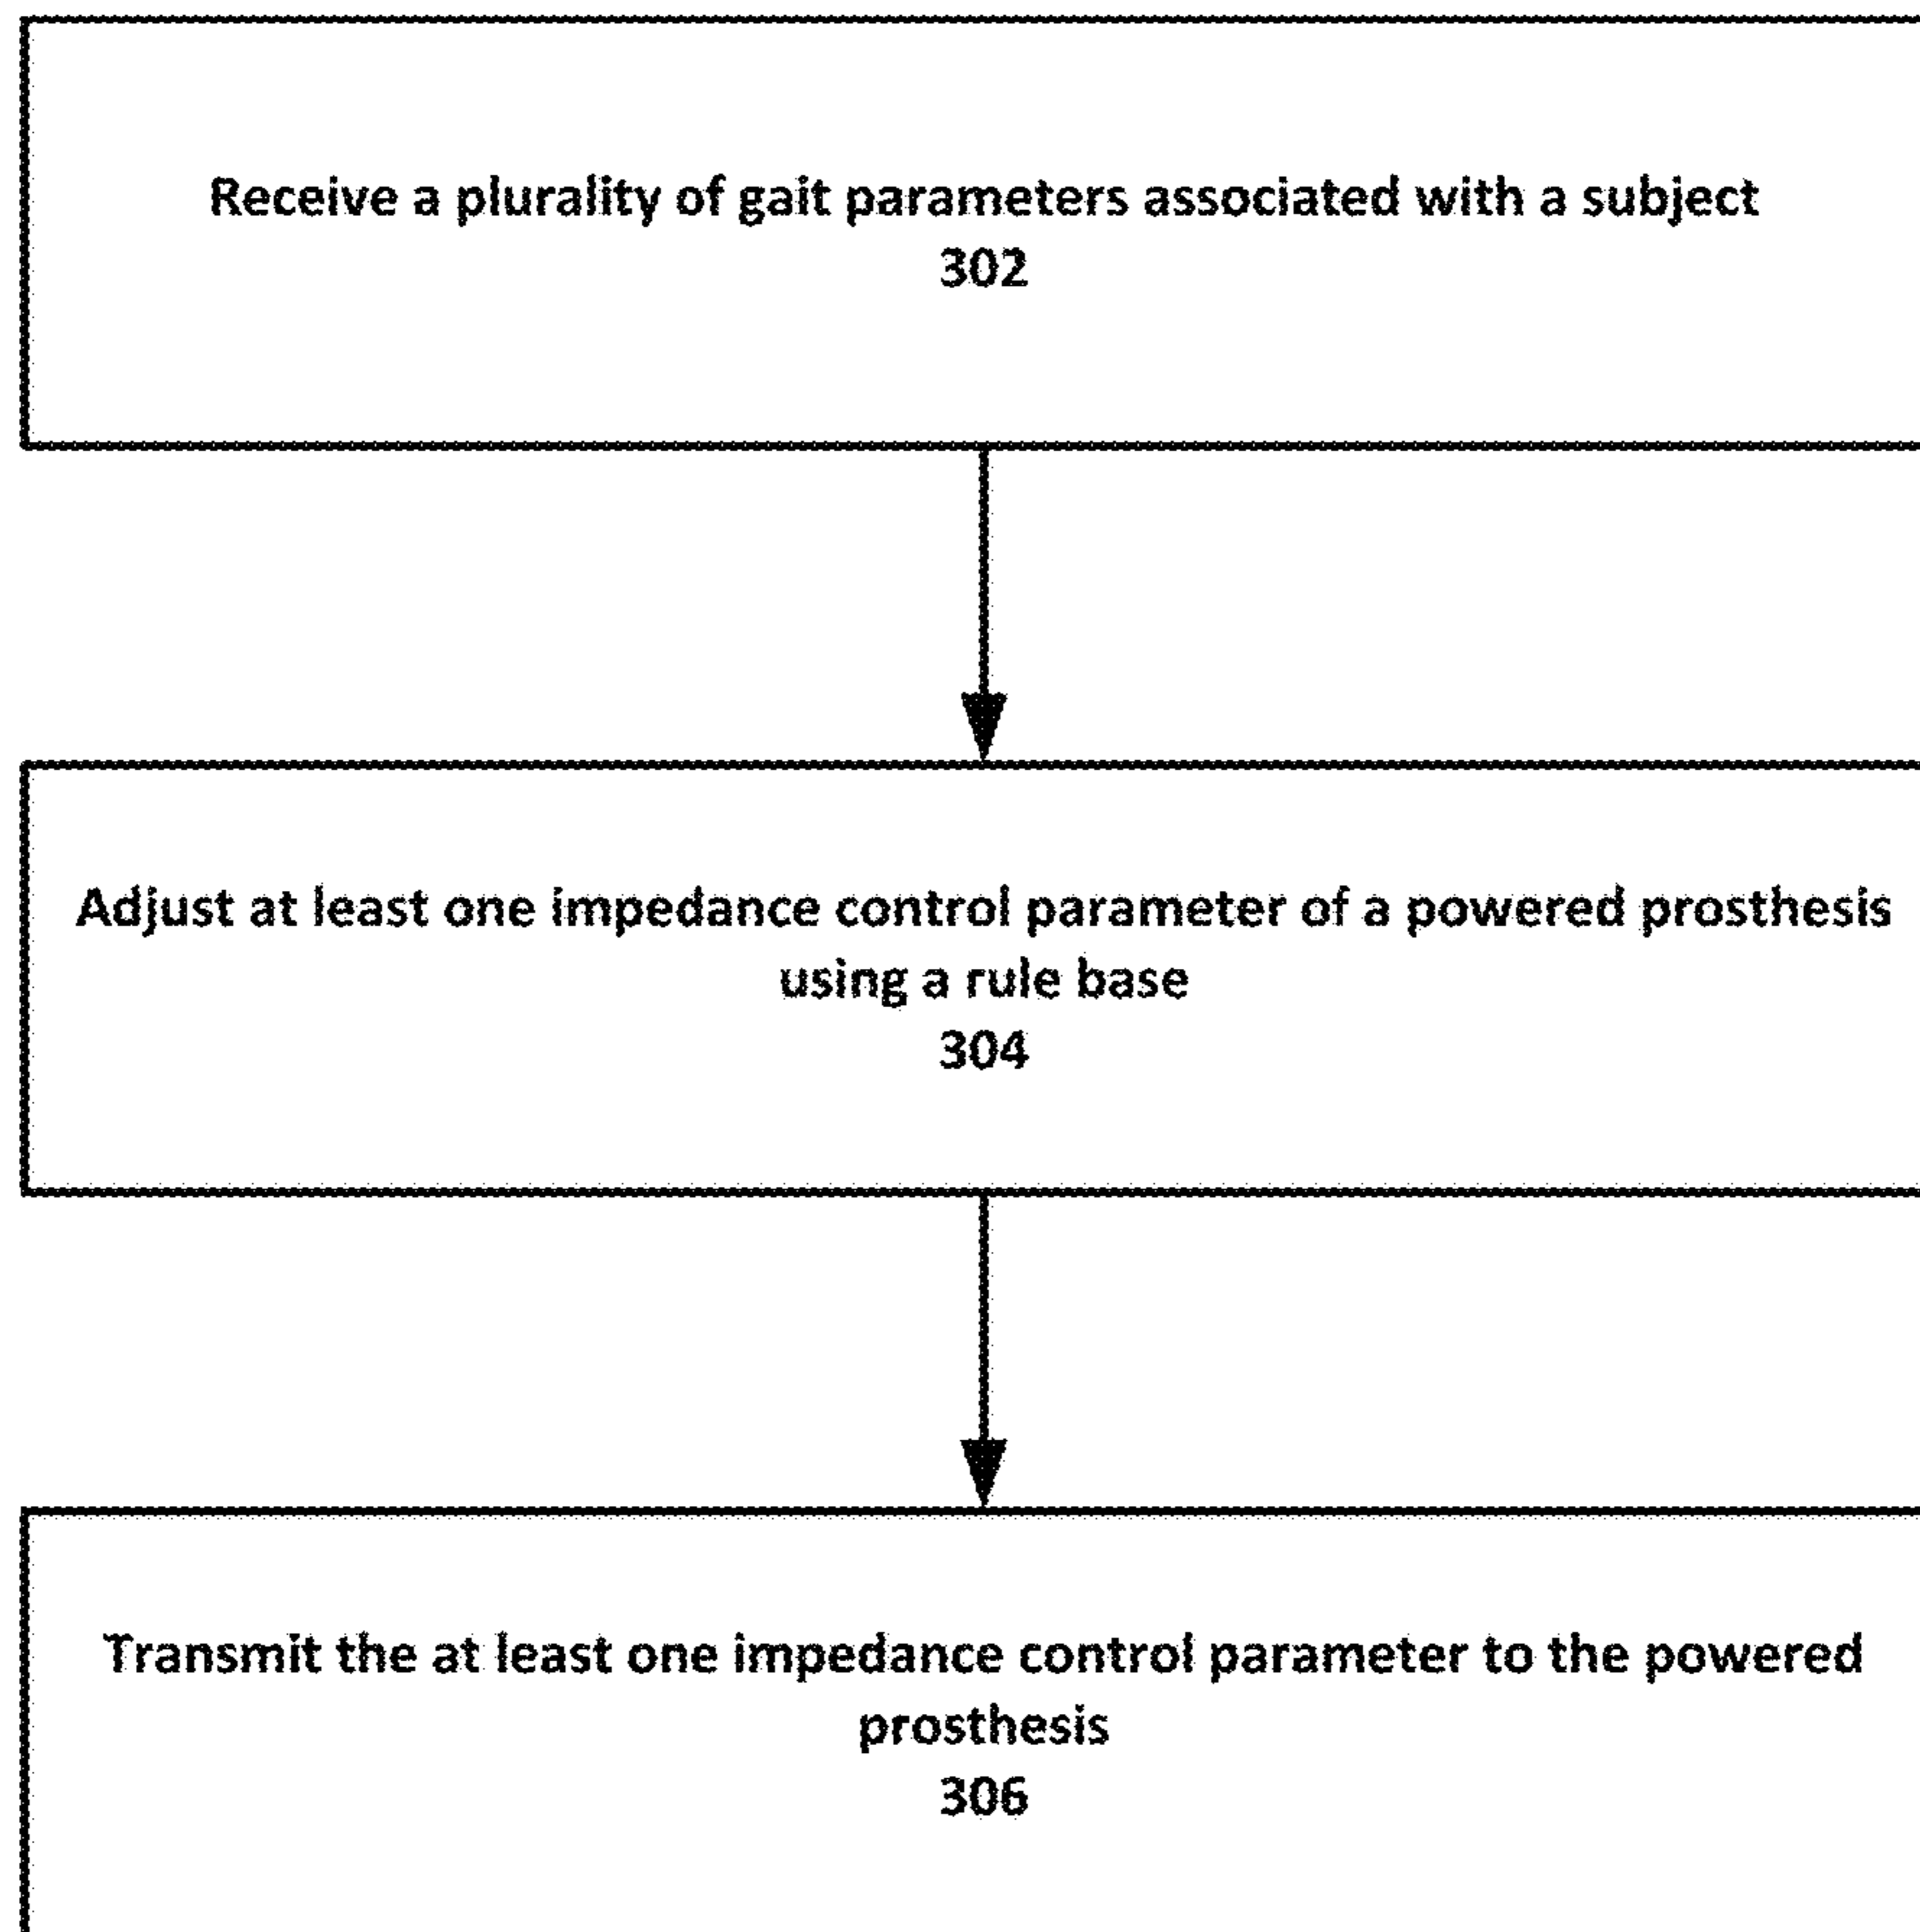 Receive a plurality of gait parameters associated with a subject
302
Adjust at least one impedance control parameter of a powered prosthesis
using a rule base
304
Transmit the at least one impedance control parameter to the powered
prosthesis
306